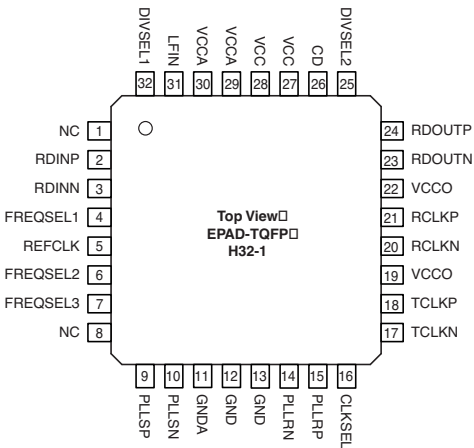 DIVSEL1 LFIN VCCA VCCA VCC VCC CD DIVSEL2
32 31 30 29 28 27 26 25
NC 1
RDINP 2
RDINN 3
FREQSEL1 4
REFCLK 5
FREQSEL2 6
FREQSEL3 7
NC 8
Top View□
EPAD-TQFP□
H32-1
24 RDOUTP
23 RDOUTN
22 VCCO
21 RCLKP
20 RCLKN
19 VCCO
18 TCLKP
17 TCLKN
9 10 11 12 13 14 15 16
PLLSP PLLSN GNDA GND GND PLLRN PLLRP CLKSEL